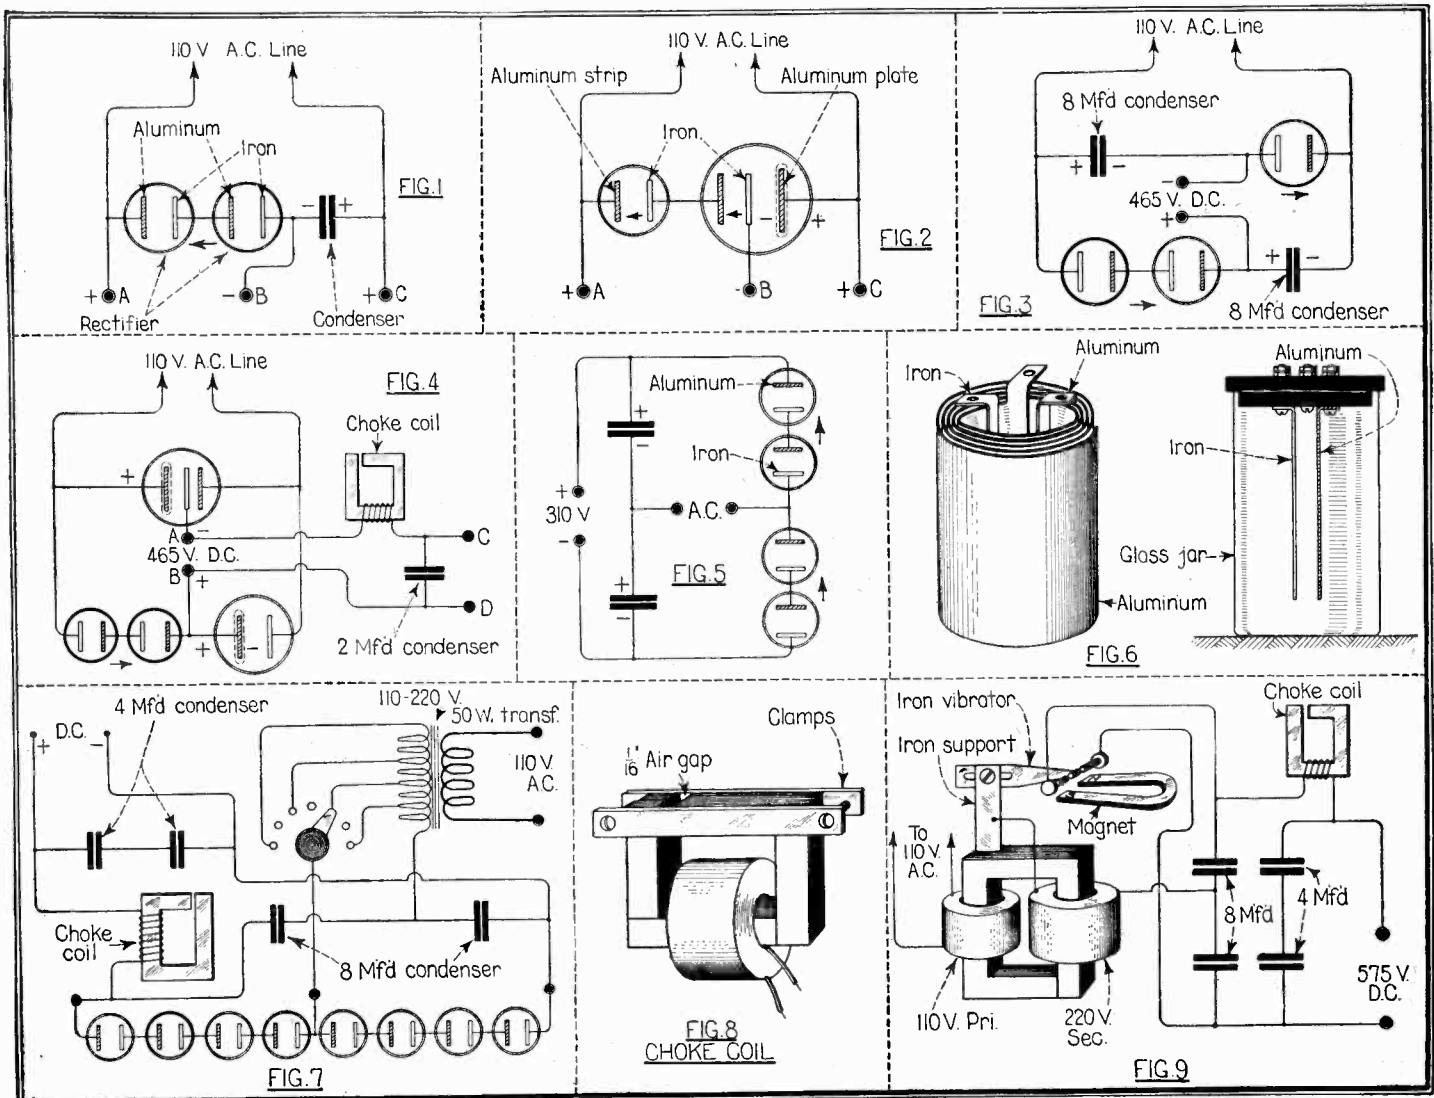 110 V A.C. Line
Aluminum
Iron
FIG.1
- +
+ A
- B
+ C
Rectifier
Condenser
110 V. A.C. Line
Aluminum strip
Aluminum plate
Iron
- +
FIG.2
+ A
- B
+ C
110 V. A.C. Line
8 Mfd condenser
+ -
-
465 V. D.C.
+
+ -
FIG.3
8 Mfd condenser
110 V. A.C. Line
FIG.4
Choke coil
+
A -
465 V. D.C.
B +
C
D
+ -
2 Mfd condenser
Aluminum
+
-
Iron
+
310 V
-
A.C.
FIG.5
+
-
Iron
Aluminum
Aluminum
Iron
Glass jar
Aluminum
FIG.6
4 Mfd condenser
110-220 V.
50 W. transf.
+ D.C. -
110 V.
A.C.
Choke
coil
8 Mfd condenser
FIG.7
Clamps
1/16" Air gap
FIG.8
CHOKE COIL
Iron vibrator
Choke coil
Iron support
Magnet
To
110 V.
A.C.
8 Mfd
4 Mfd
575 V.
D.C.
110 V. Pri.
220 V.
Sec.
FIG.9